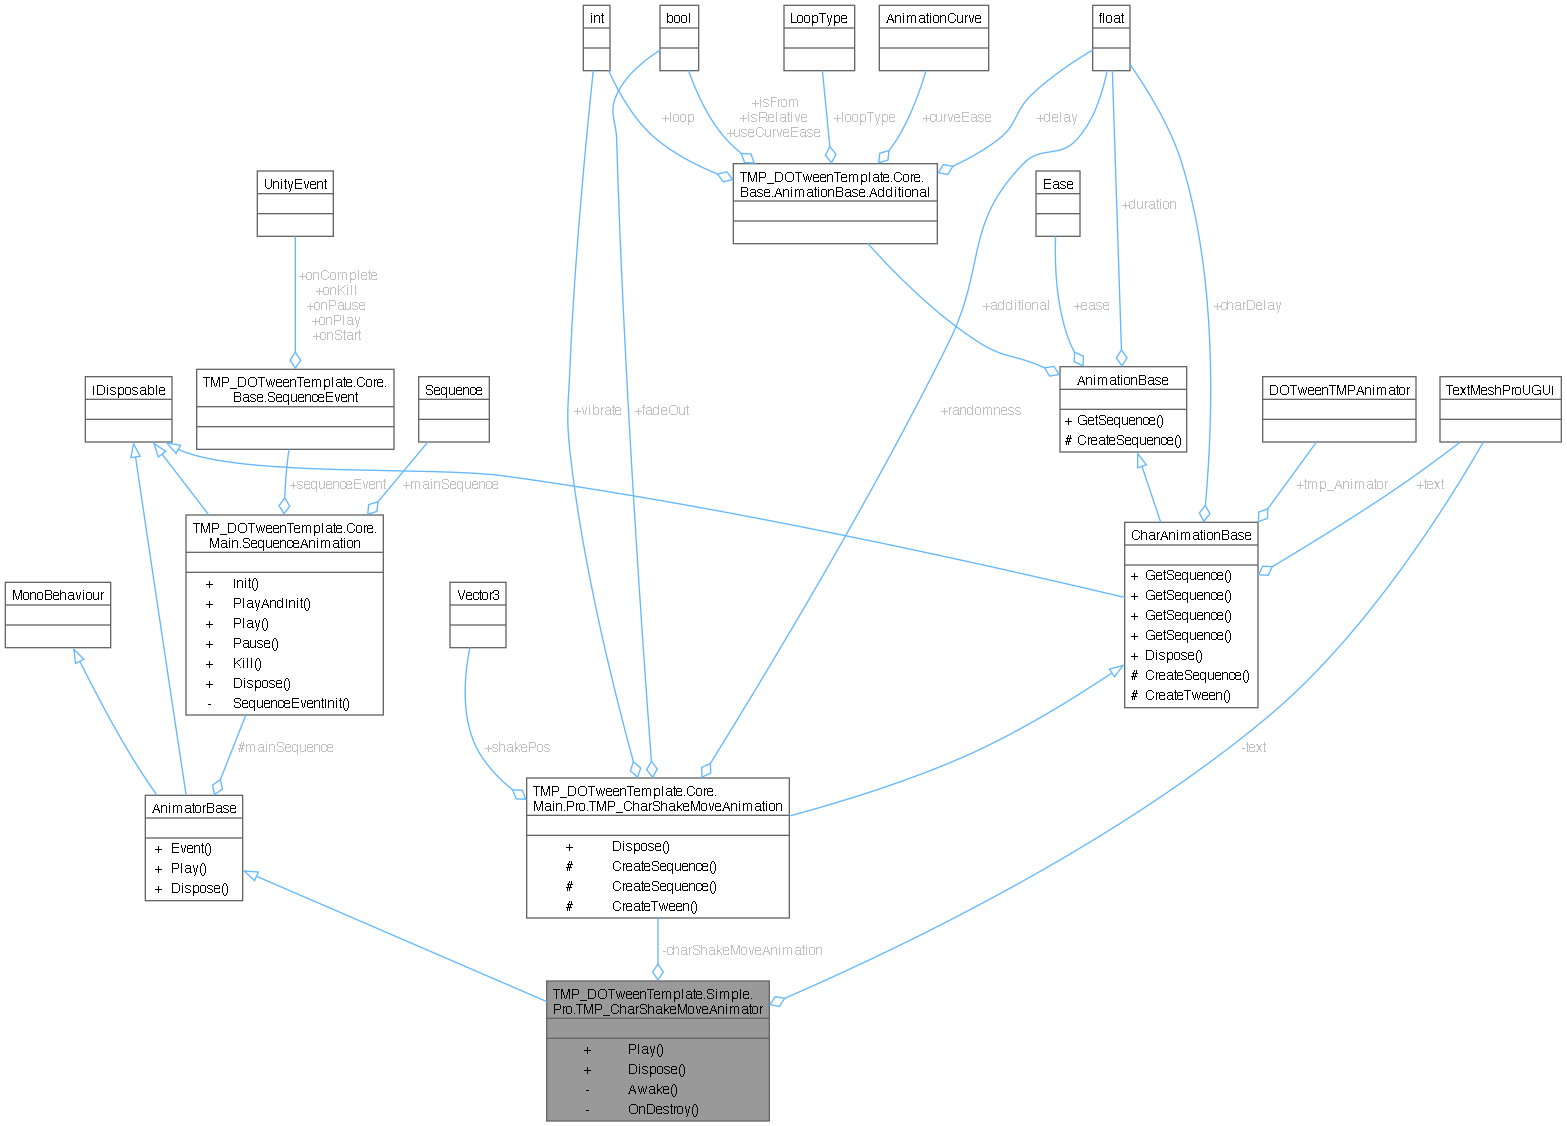 int
bool
LoopType
AnimationCurve
float
+loop
+isFrom
+isRelative
+useCurveEase
+loopType
+curveEase
+delay
TMP_DOTweenTemplate.Core.
Base.AnimationBase.Additional
UnityEvent
Ease
+duration
+onComplete
+onKill
+onPause
+onPlay
+onStart
+additional
+ease
+charDelay
IDisposable
TMP_DOTweenTemplate.Core.
Base.SequenceEvent
Sequence
+vibrate
+fadeOut
+randomness
AnimationBase
+ GetSequence()
# CreateSequence()
DOTweenTMPAnimator
TextMeshProUGUI
+sequenceEvent
+mainSequence
+tmp_Animator
+text
TMP_DOTweenTemplate.Core.
Main.SequenceAnimation
+ Init()
+ PlayAndInit()
+ Play()
+ Pause()
+ Kill()
+ Dispose()
- SequenceEventInit()
CharAnimationBase
+ GetSequence()
+ GetSequence()
+ GetSequence()
+ GetSequence()
+ Dispose()
# CreateSequence()
# CreateTween()
MonoBehaviour
Vector3
#mainSequence
+shakePos
-text
AnimatorBase
+ Event()
+ Play()
+ Dispose()
TMP_DOTweenTemplate.Core.
Main.Pro.TMP_CharShakeMoveAnimation
+ Dispose()
# CreateSequence()
# CreateSequence()
# CreateTween()
-charShakeMoveAnimation
TMP_DOTweenTemplate.Simple.
Pro.TMP_CharShakeMoveAnimator
+ Play()
+ Dispose()
- Awake()
- OnDestroy()